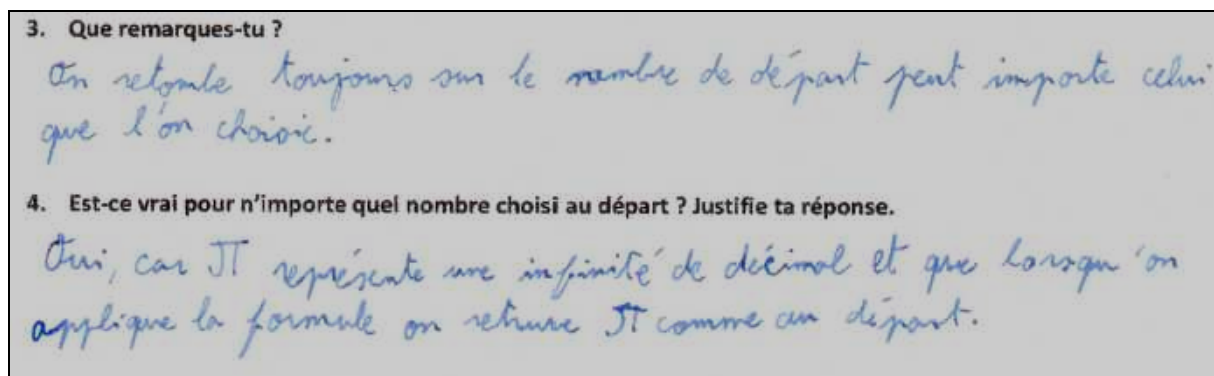 3. Que remarques-tu ?
On retombe toujours sur le nombre de départ peut importe celui
que l'on choisie.
4. Est-ce vrai pour n'importe quel nombre choisi au départ ? Justifie ta réponse.
Oui, car π représente une infinité de décimal et que lorsqu'on
applique la formule on retruve π comme au départ.